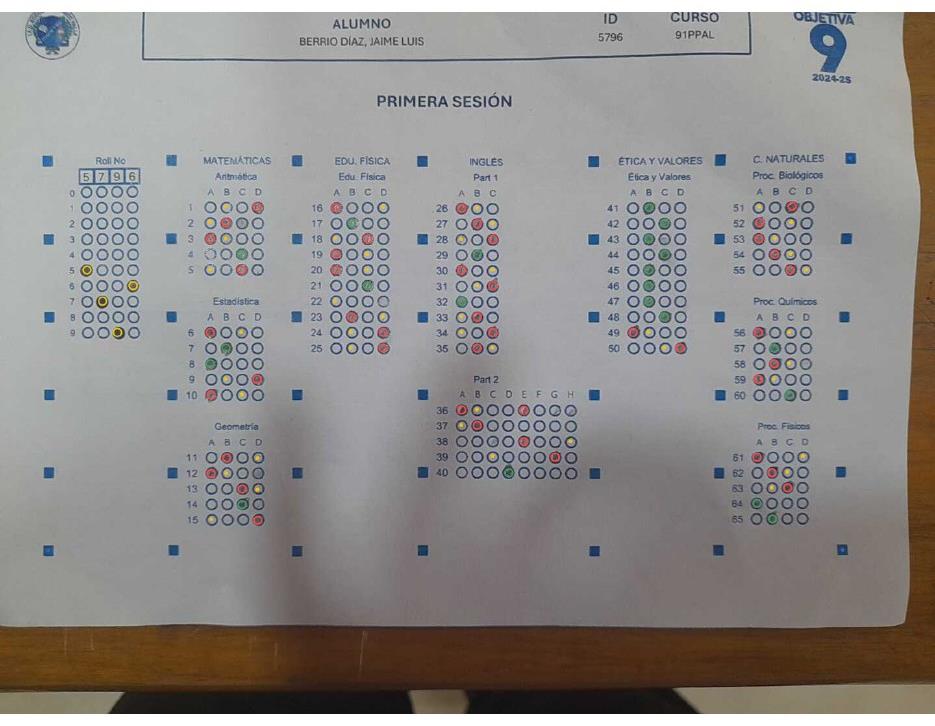 ALUMNO
BERRIO DÍAZ, JAIME LUIS
ID
5796
CURSO
91PPAL
OBJETIVA
9
2024-2S
PRIMERA SESIÓN
Roll No
5 7 9 6
0
1
2
3
4
5
6
7
8
9
MATEMÁTICAS
Aritmética
A B C D
1
2
3
4
5
Estadística
6
7
8
9
10
Geometría
A B C D
11
12
13
14
15
EDU. FÍSICA
Edu. Física
A B C D
16
17
18
19
20
21
22
23
24
25
INGLÉS
Part 1
A B C
26
27
28
29
30
31
32
33
34
35
Part 2
A B C D E F G H
36
37
38
39
40
ÉTICA Y VALORES
Ética y Valores
A B C D
41
42
43
44
45
46
47
48
49
50
C. NATURALES
Proc. Biológicos
A B C D
51
52
53
54
55
Proc. Químicos
56
57
58
59
60
Proc. Físicos
A B C D
61
62
63
64
65